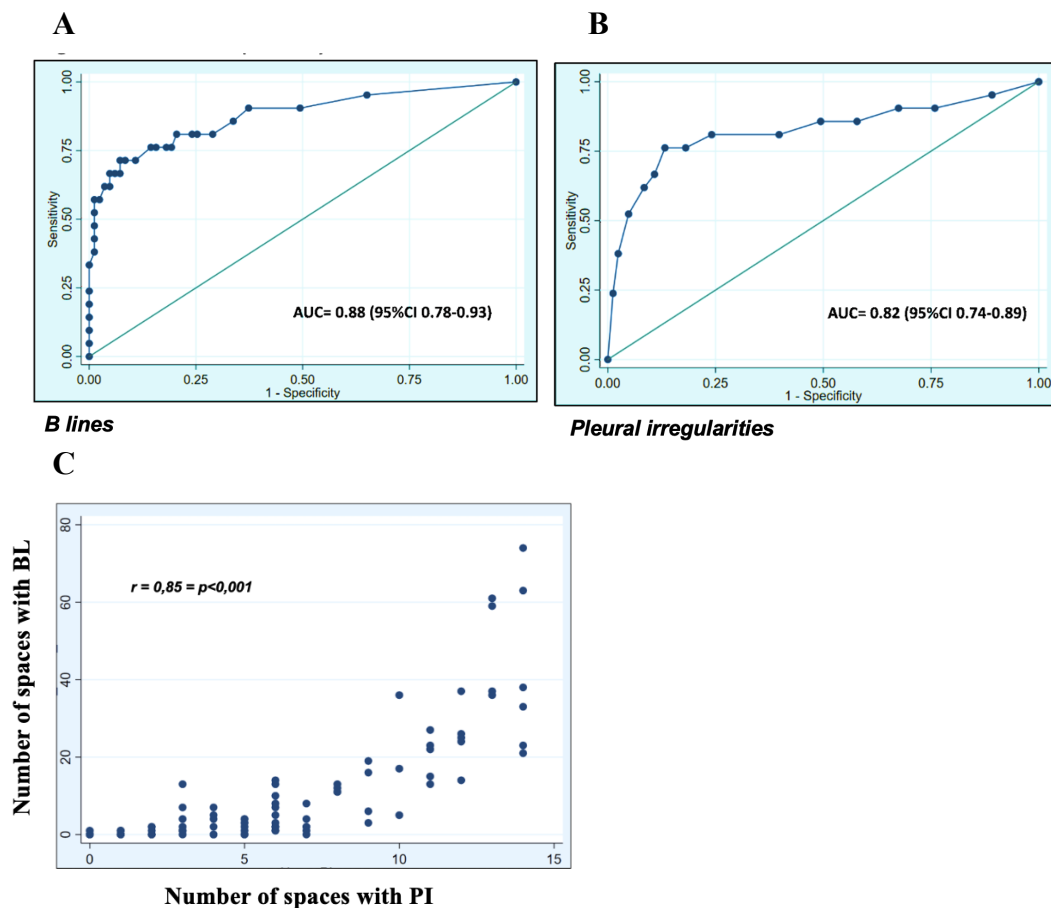 A
B
1.00
0.75
0.50
0.25
0.00
Sensitivity
AUC= 0.88 (95%CI 0.78-0.93)
0.00 0.25 0.50 0.75 1.00
1 - Specificity
B lines
1.00
0.75
0.50
0.25
0.00
Sensitivity
AUC= 0.82 (95%CI 0.74-0.89)
0.00 0.25 0.50 0.75 1.00
1 - Specificity
Pleural irregularities
C
80
60
40
20
0
Number of spaces with BL
r = 0,85 = p<0,001
0 5 10 15
Number of spaces with PI